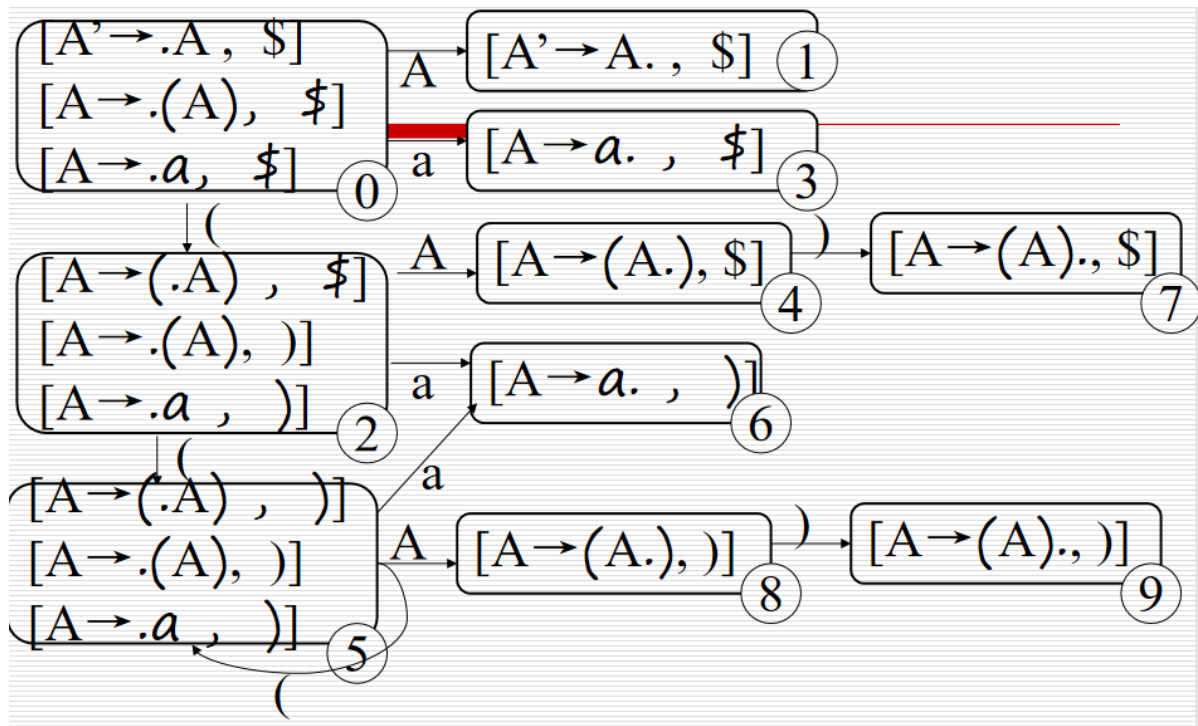 [A’→.A , $]
[A→.(A), $]
[A→.a, $]
0
A
[A’→A. , $]
1
a
[A→a. , $]
3
(
[A→(.A) , $]
[A→.(A), )]
[A→.a , )]
2
A
[A→(A.), $]
4
)
[A→(A)., $]
7
a
[A→a. , )]
6
(
[A→(.A) , )]
[A→.(A), )]
[A→.a , )]
5
a
A
[A→(A.), )]
8
)
[A→(A)., )]
9
(